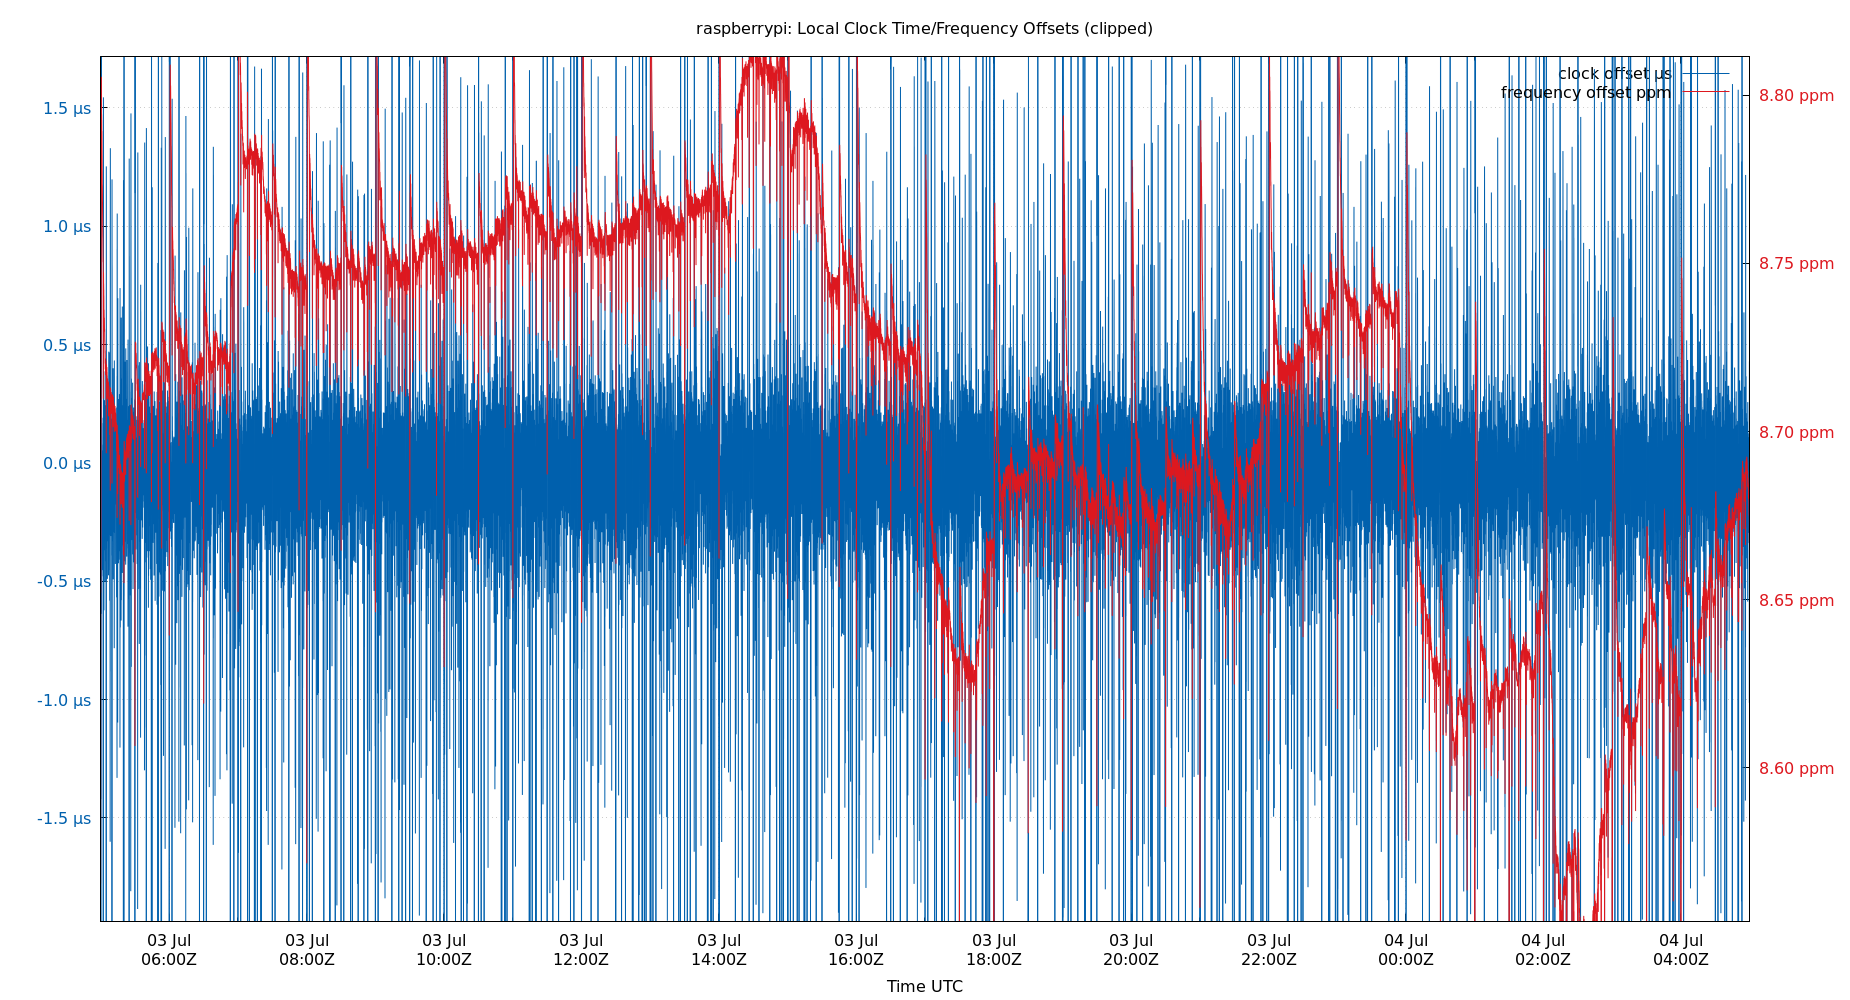 raspberrypi: Local Clock Time/Frequency Offsets (clipped)
clock offset µs
frequency offset ppm
1.5 µs
1.0 µs
0.5 µs
0.0 µs
-0.5 µs
-1.0 µs
-1.5 µs
8.80 ppm
8.75 ppm
8.70 ppm
8.65 ppm
8.60 ppm
03 Jul
06:00Z
03 Jul
08:00Z
03 Jul
10:00Z
03 Jul
12:00Z
03 Jul
14:00Z
03 Jul
16:00Z
03 Jul
18:00Z
03 Jul
20:00Z
03 Jul
22:00Z
04 Jul
00:00Z
04 Jul
02:00Z
04 Jul
04:00Z
Time UTC